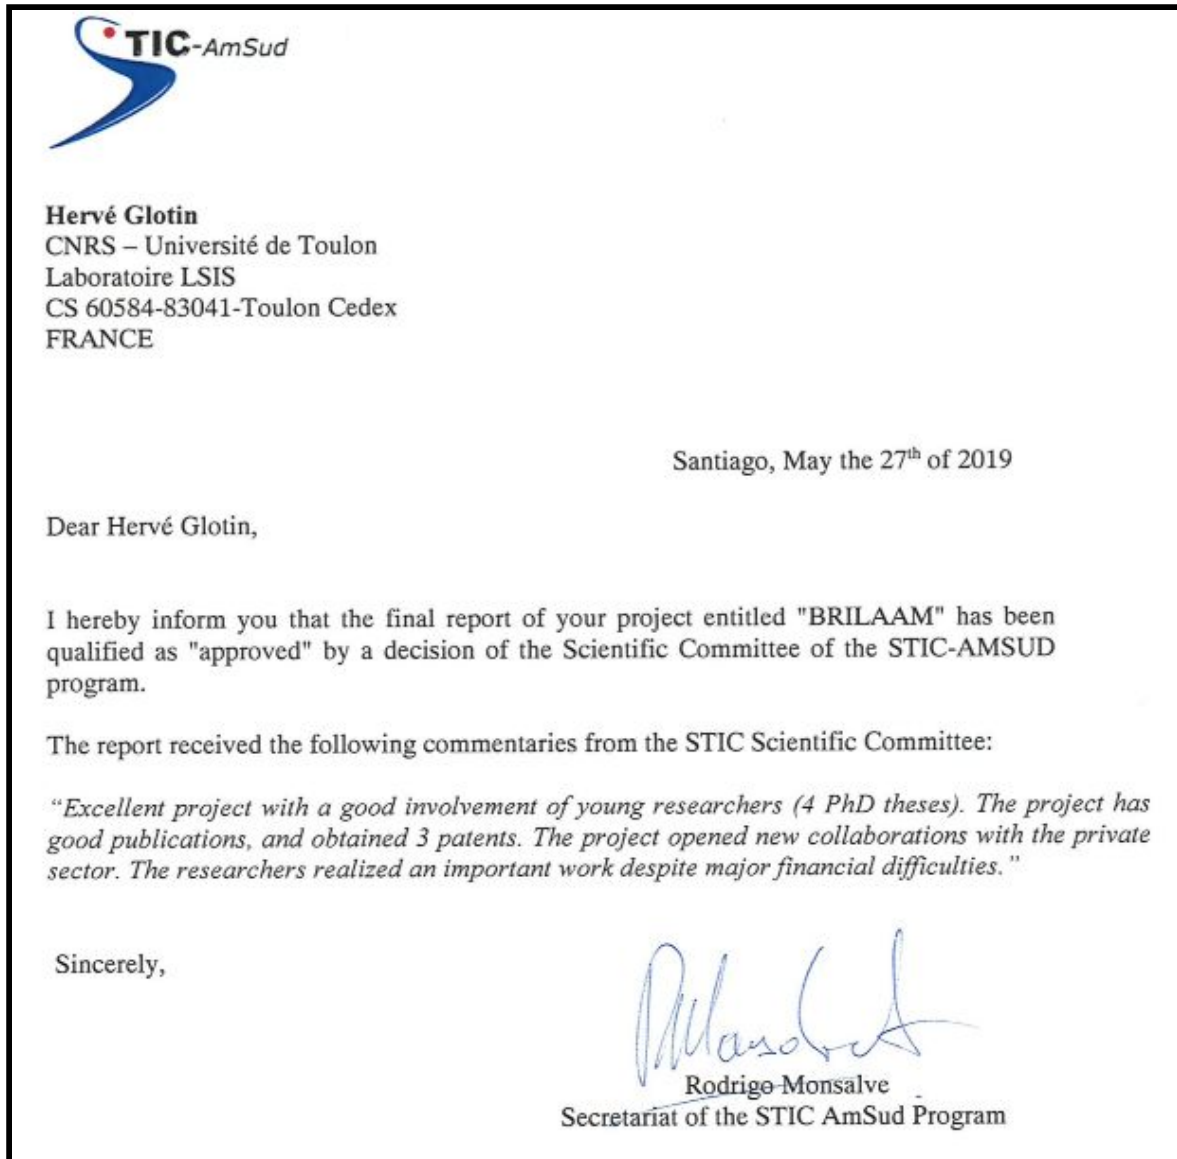 STIC-AmSud
Hervé Glotin
CNRS – Université de Toulon
Laboratoire LSIS
CS 60584-83041-Toulon Cedex
FRANCE
Santiago, May the 27th of 2019
Dear Hervé Glotin,
I hereby inform you that the final report of your project entitled "BRILAAM" has been
qualified as "approved" by a decision of the Scientific Committee of the STIC-AMSUD
program.
The report received the following commentaries from the STIC Scientific Committee:
“Excellent project with a good involvement of young researchers (4 PhD theses). The project has
good publications, and obtained 3 patents. The project opened new collaborations with the private
sector. The researchers realized an important work despite major financial difficulties.”
Sincerely,
Rodrigo Monsalve
Secretariat of the STIC AmSud Program